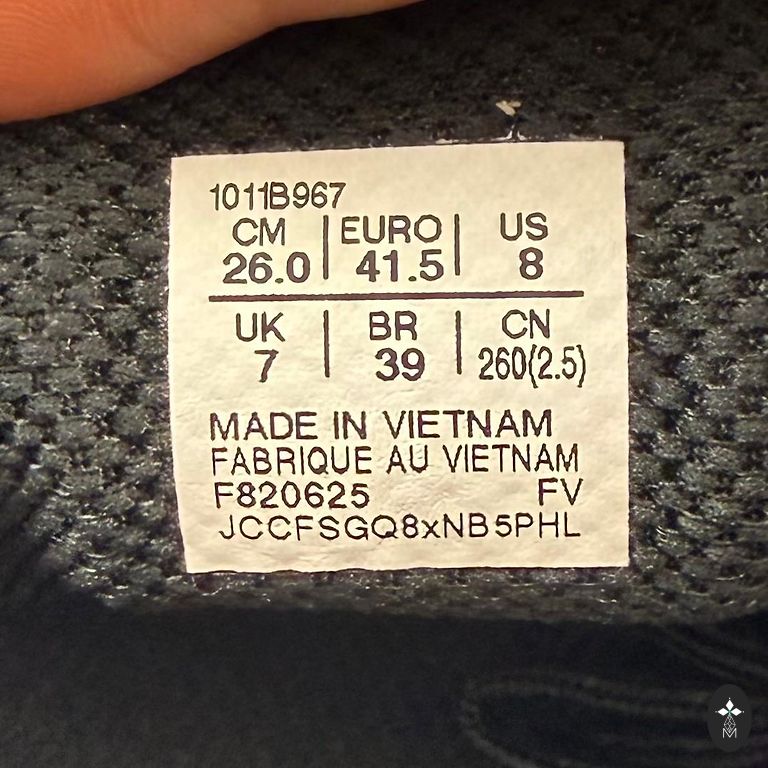 1011B967
CM | EURO | US
26.0 | 41.5 | 8
UK | BR | CN
7 | 39 | 260(2.5)
MADE IN VIETNAM
FABRIQUE AU VIETNAM
F820625 FV
JCCFSGQ8xNB5PHL
M